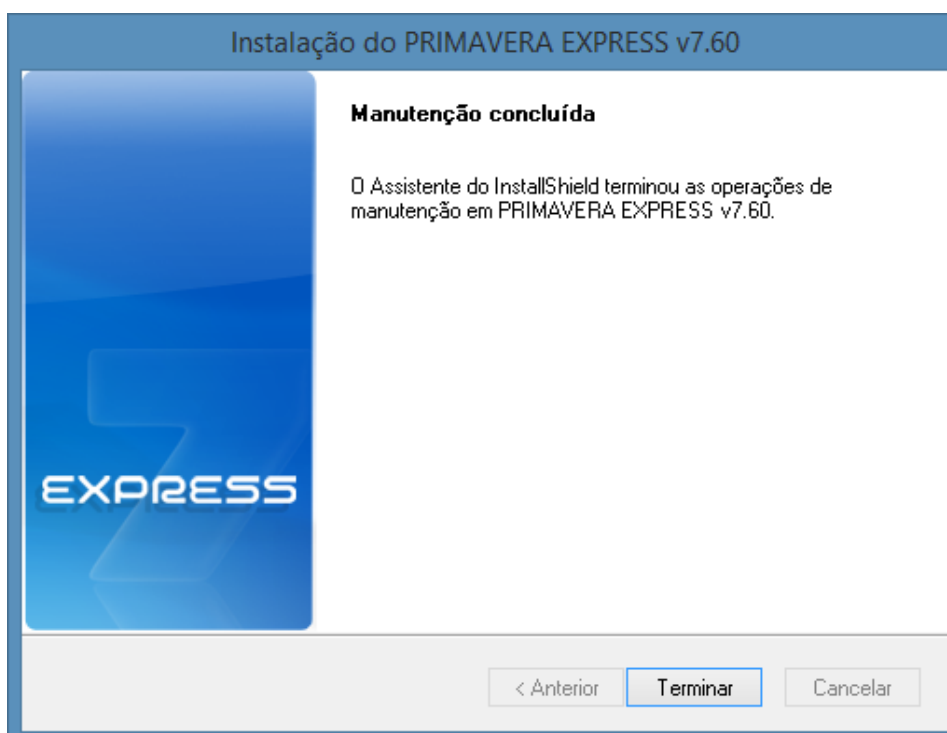 Instalação do PRIMAVERA EXPRESS v7.60
Manutenção concluída
O Assistente do InstallShield terminou as operações de
manutenção em PRIMAVERA EXPRESS v7.60.
7
EXPRESS
< Anterior
Terminar
Cancelar